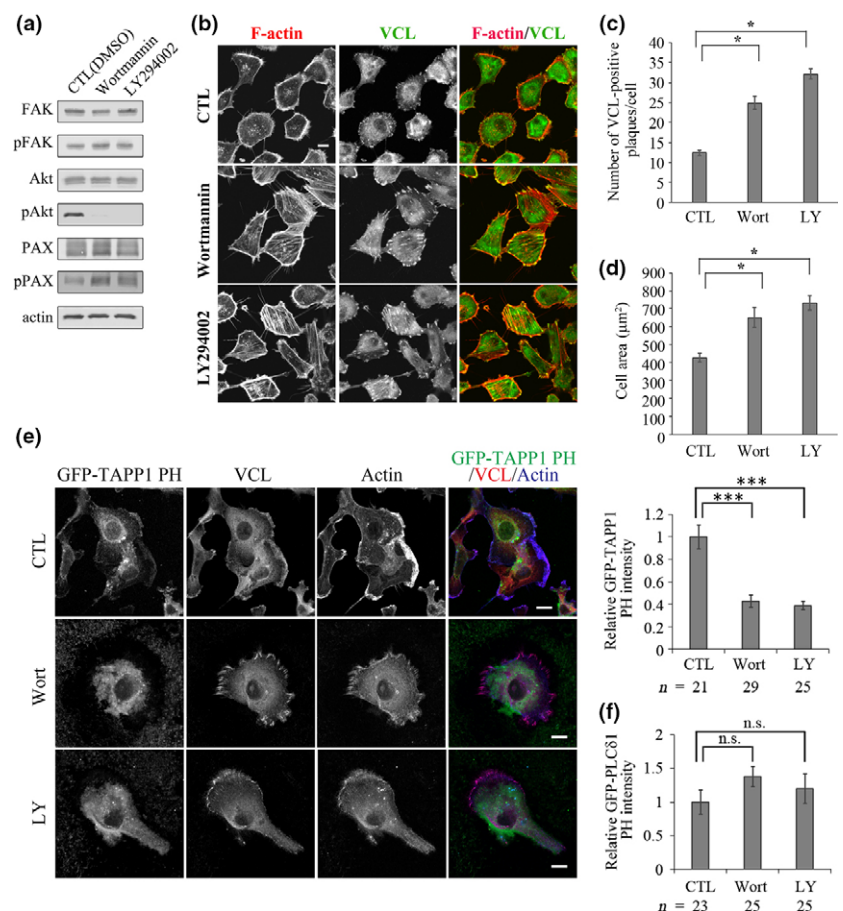 (a)
CTL(DMSO)
Wortmannin
LY294002
FAK
pFAK
Akt
pAkt
PAX
pPAX
actin
(b)
F-actin
VCL
F-actin/VCL
CTL
Wortmannin
LY294002
(c)
Number of VCL-positive
plaques/cell
40
35
30
25
20
15
10
5
0
*
*
CTL Wort LY
(d)
Cell area (μm²)
900
800
700
600
500
400
300
200
100
0
*
*
CTL Wort LY
(e)
GFP-TAPP1 PH
VCL
Actin
GFP-TAPP1 PH
/VCL/Actin
CTL
Wort
LY
Relative GFP-TAPP1
PH intensity
1.2
1
0.8
0.6
0.4
0.2
0
***
***
CTL Wort LY
n = 21 29 25
(f)
Relative GFP-PLCδ1
PH intensity
2
1.5
1
0.5
0
n.s.
n.s.
CTL Wort LY
n = 23 25 25